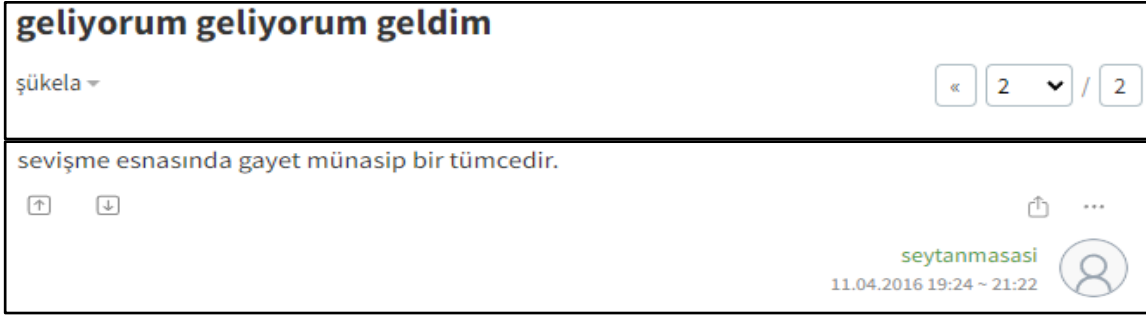 geliyorum geliyorum geldim
şükela
« 2 / 2
sevişme esnasında gayet münasip bir tümcedir.
seytanmasasi
11.04.2016 19:24 ~ 21:22